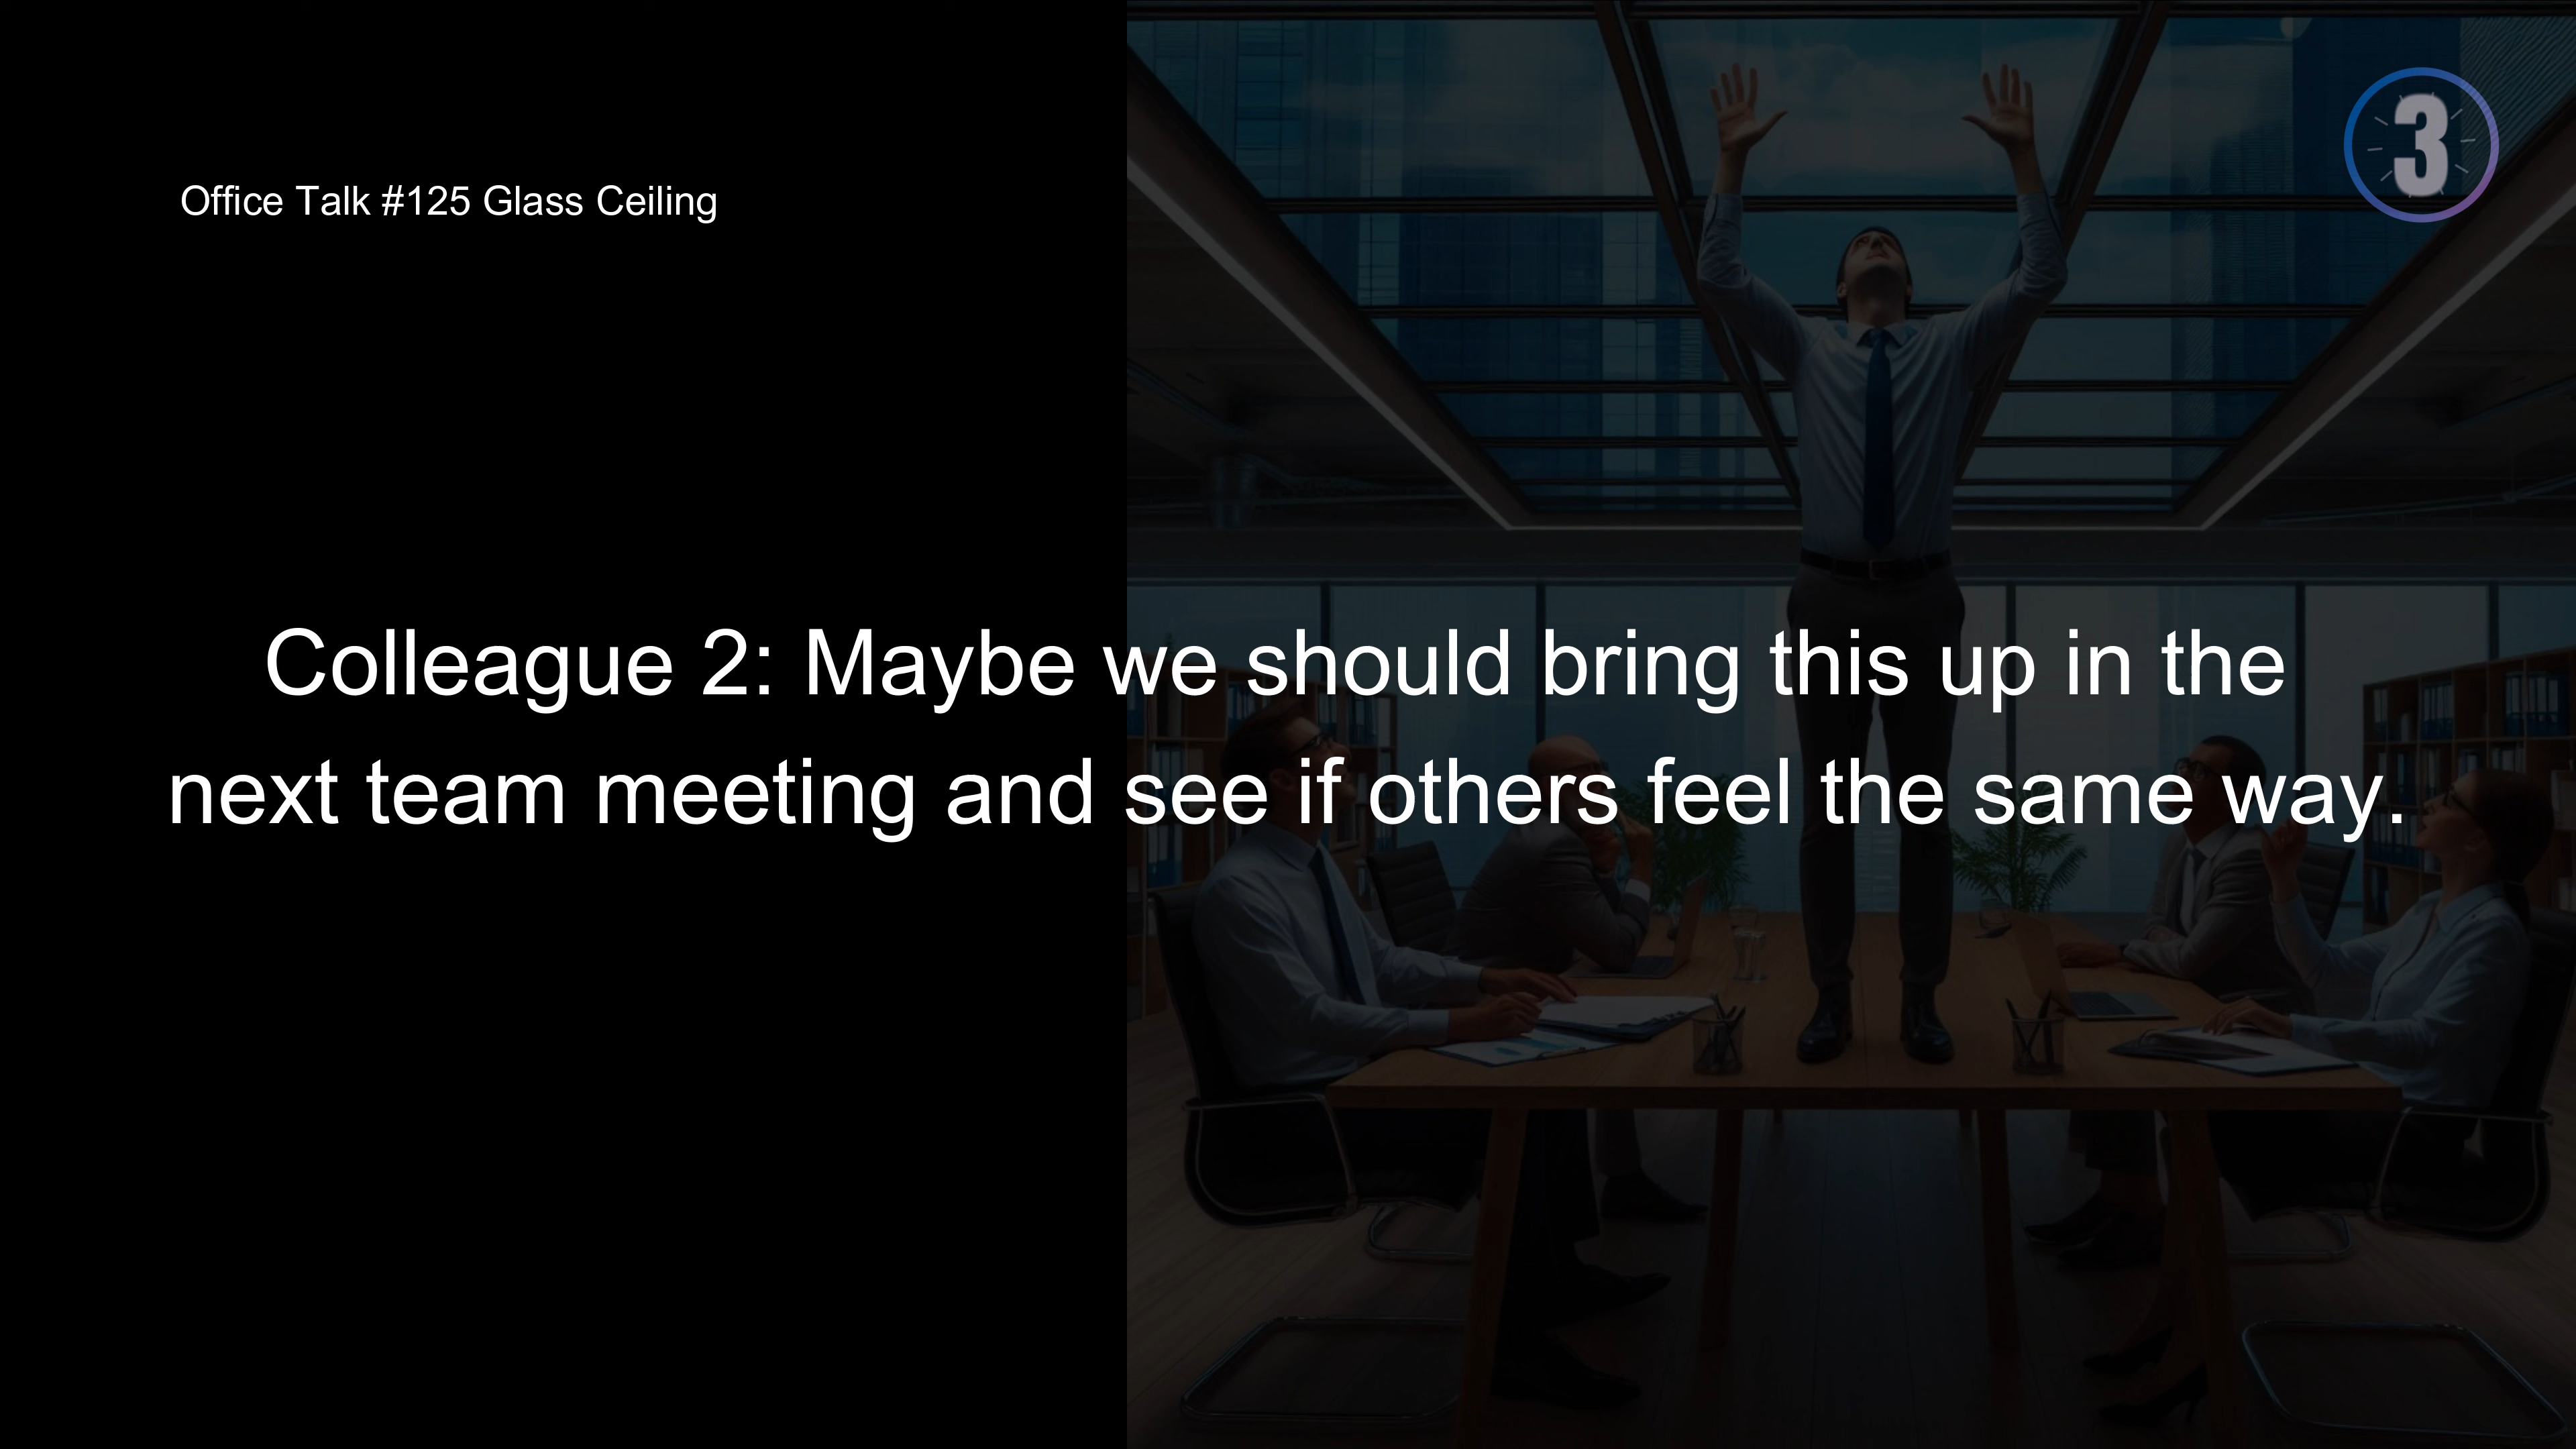 3
Office Talk #125 Glass Ceiling
Colleague 2: Maybe we should bring this up in the
next team meeting and see if others feel the same way.